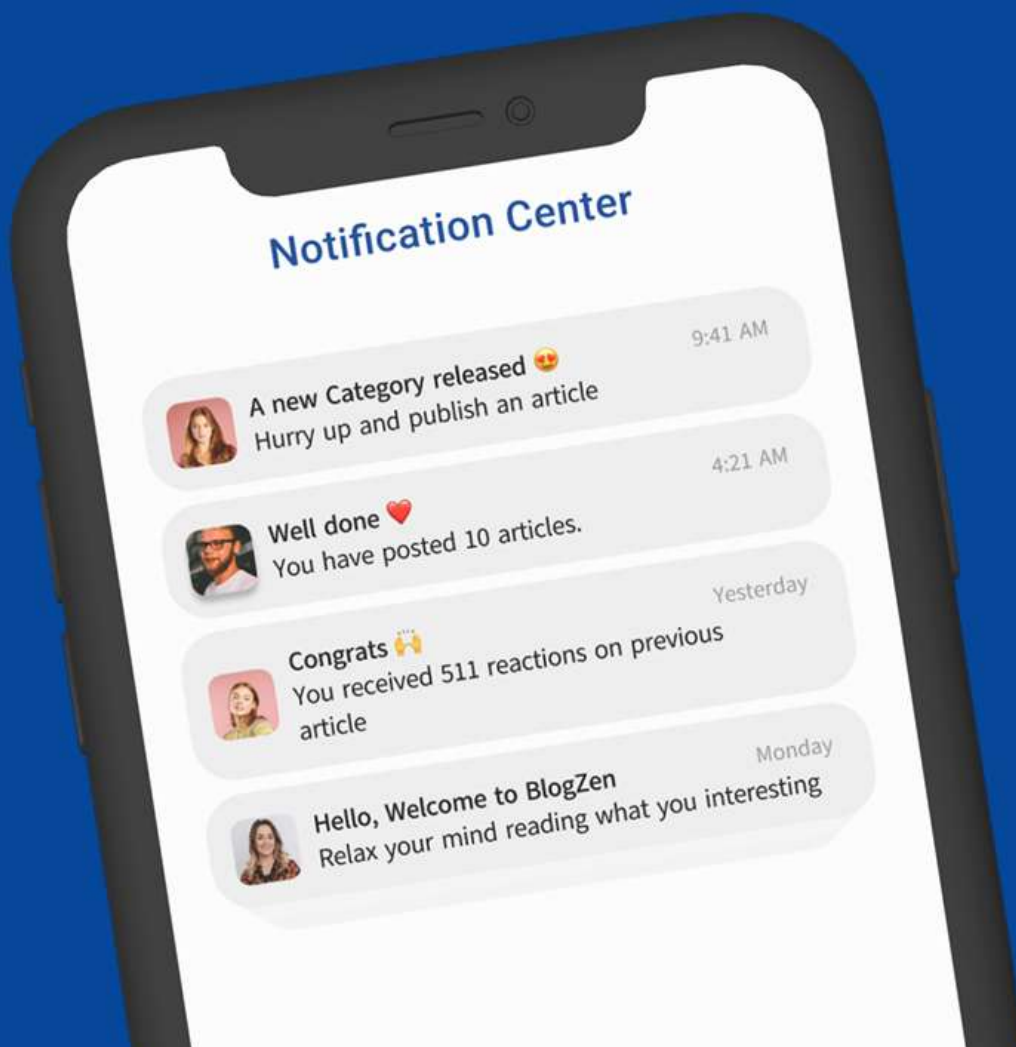 Notification Center
9:41 AM
A new Category released 😍
Hurry up and publish an article
4:21 AM
Well done ❤️
You have posted 10 articles.
Yesterday
Congrats 🙌
You received 511 reactions on previous
article
Monday
Hello, Welcome to BlogZen
Relax your mind reading what you interesting